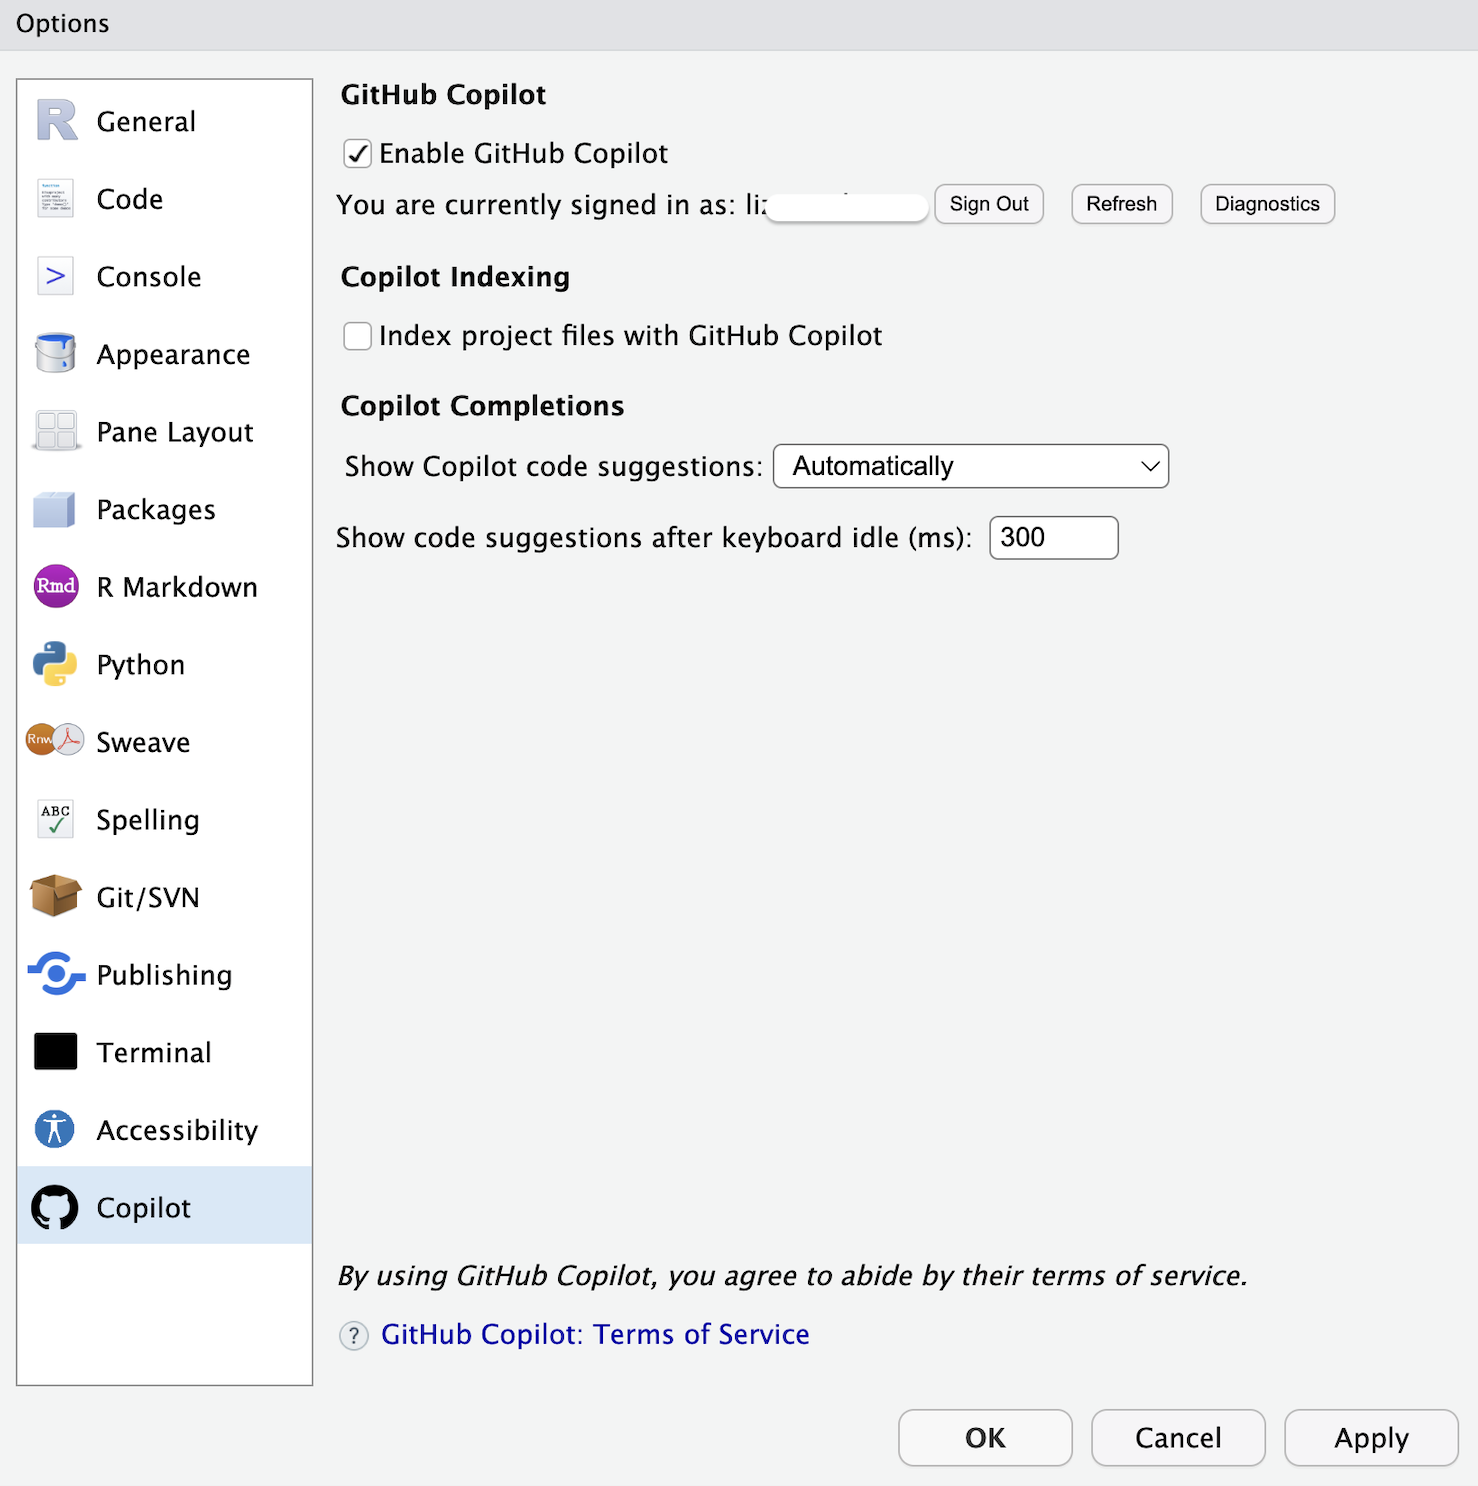 Options
General
Code
Console
Appearance
Pane Layout
Packages
Rmd R Markdown
Python
Rnw Sweave
ABC Spelling
Git/SVN
Publishing
Terminal
Accessibility
Copilot
GitHub Copilot
Enable GitHub Copilot
You are currently signed in as: Sign Out Refresh Diagnostics
Copilot Indexing
Index project files with GitHub Copilot
Copilot Completions
Show Copilot code suggestions: Automatically
Show code suggestions after keyboard idle (ms): 300
By using GitHub Copilot, you agree to abide by their terms of service.
? GitHub Copilot: Terms of Service
OK Cancel Apply